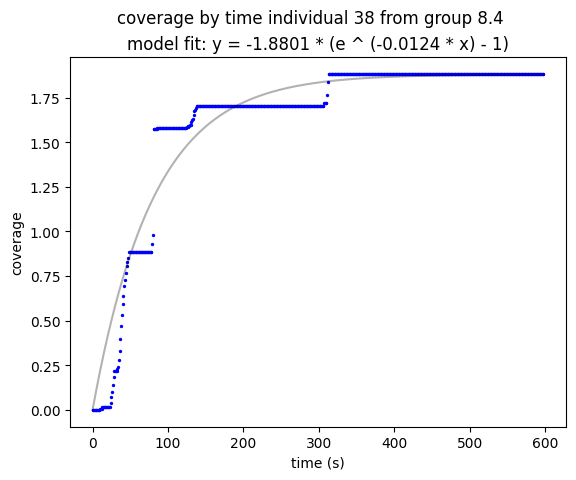 coverage by time individual 38 from group 8.4
model fit: y = -1.8801 * (e ^ (-0.0124 * x) - 1)
coverage
1.75
1.50
1.25
1.00
0.75
0.50
0.25
0.00
0 100 200 300 400 500 600
time (s)